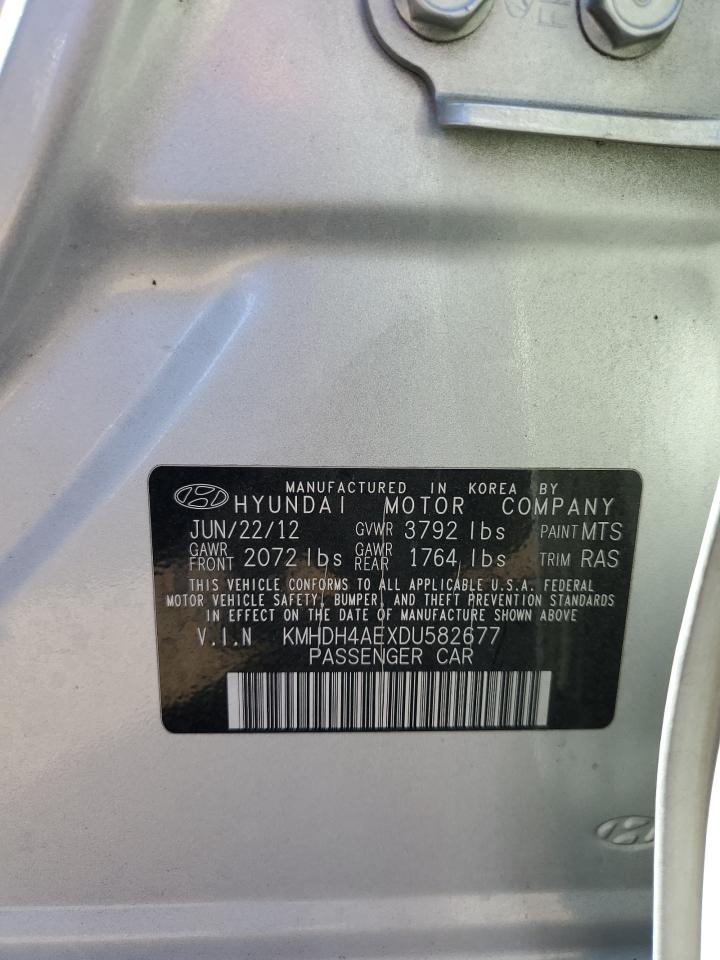 MANUFACTURED IN KOREA BY
HYUNDAI MOTOR COMPANY
JUN/22/12 GVWR 3792 lbs PAINT MTS
GAWR FRONT 2072 lbs GAWR REAR 1764 lbs TRIM RAS
THIS VEHICLE CONFORMS TO ALL APPLICABLE U.S.A. FEDERAL
MOTOR VEHICLE SAFETY, BUMPER, AND THEFT PREVENTION STANDARDS
IN EFFECT ON THE DATE OF MANUFACTURE SHOWN ABOVE
V.I.N KMHDH4AEXDU582677
PASSENGER CAR